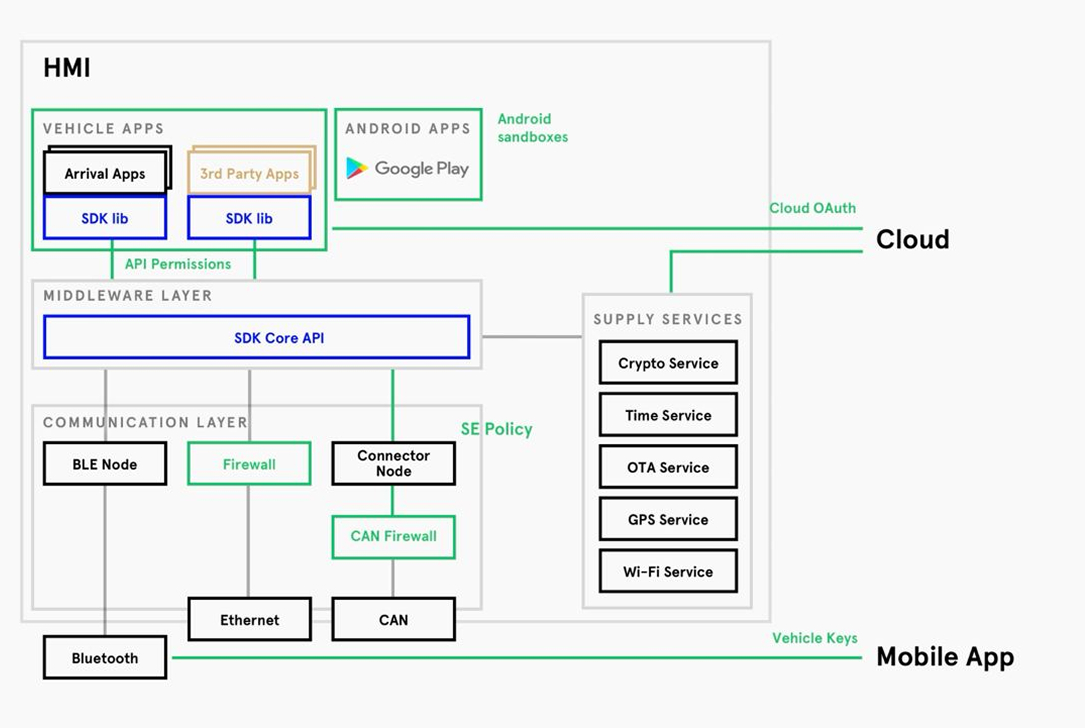 HMI
VEHICLE APPS
Arrival Apps
3rd Party Apps
SDK lib
SDK lib
ANDROID APPS
Google Play
Android
sandboxes
Cloud OAuth
Cloud
API Permissions
MIDDLEWARE LAYER
SDK Core API
SUPPLY SERVICES
Crypto Service
Time Service
OTA Service
GPS Service
Wi-Fi Service
COMMUNICATION LAYER
SE Policy
BLE Node
Firewall
Connector
Node
CAN Firewall
Ethernet
CAN
Bluetooth
Vehicle Keys
Mobile App